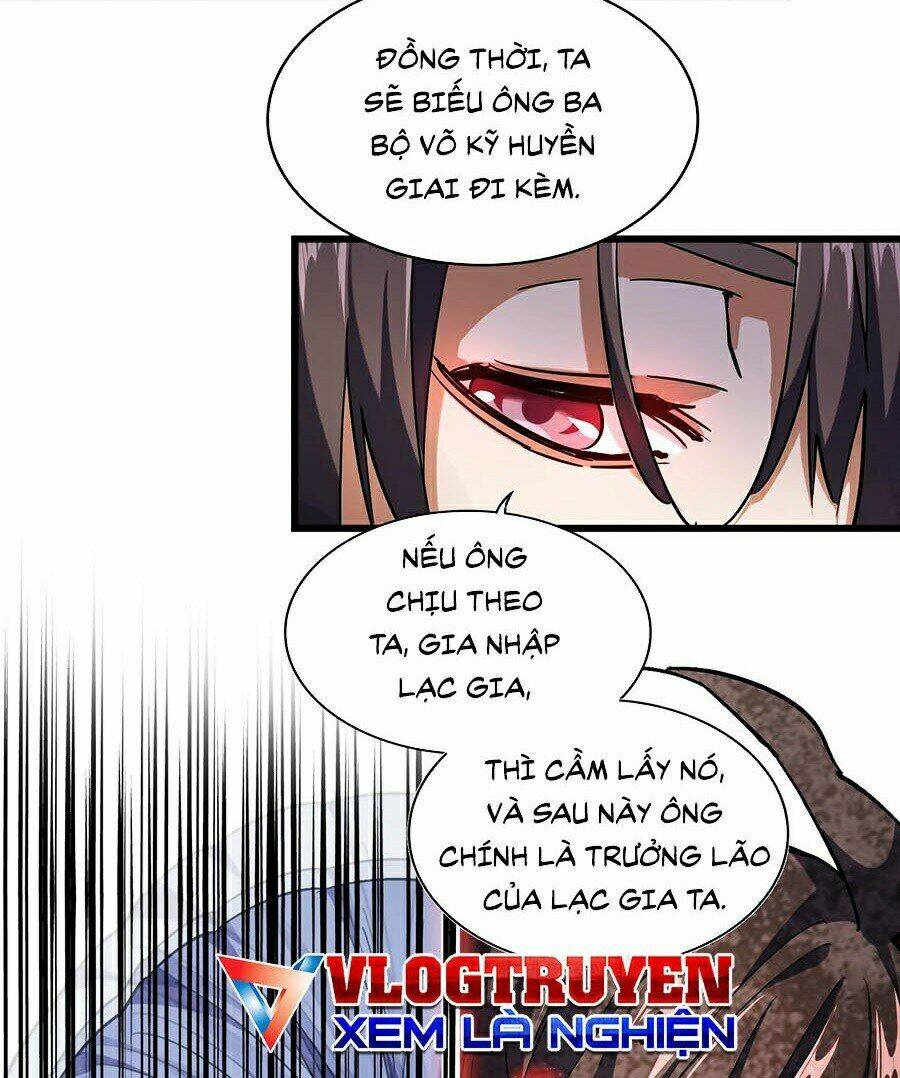 ĐỒNG THỜI, TA
SẼ BIẾU ÔNG BA
BỘ VÕ KỸ HUYỀN
GIAI ĐI KÈM.
NẾU ÔNG
CHỊU THEO
TA, GIA NHẬP
LẠC GIA,
THÌ CẦM LẤY NÓ,
VÀ SAU NÀY ÔNG
CHÍNH LÀ TRƯỞNG LÃO
CỦA LẠC GIA TA.
VLOGTRUYEN
XEM LÀ NGHIỆN